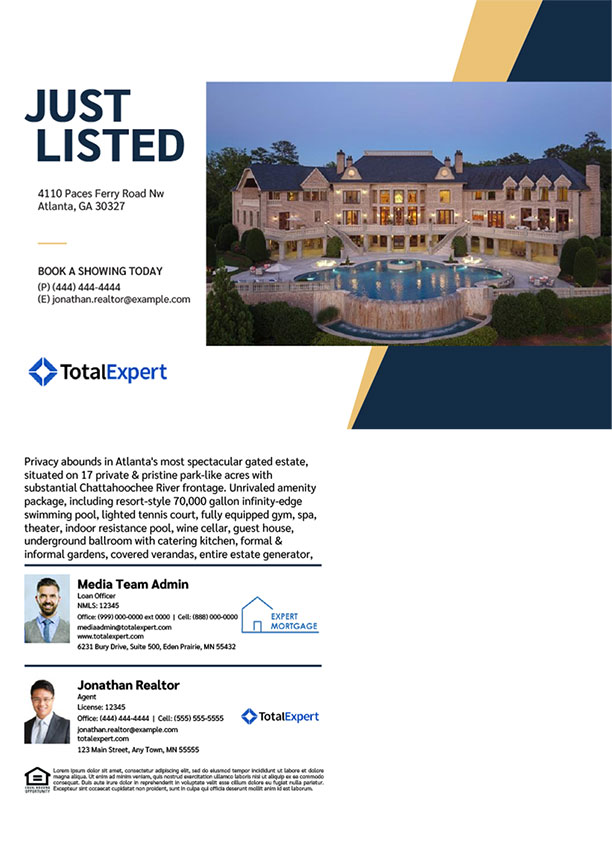 JUST
LISTED
4110 Paces Ferry Road Nw
Atlanta, GA 30327
BOOK A SHOWING TODAY
(P) (444) 444-4444
(E) jonathan.realtor@example.com
TotalExpert
Privacy abounds in Atlanta's most spectacular gated estate,
situated on 17 private & pristine park-like acres with
substantial Chattahoochee River frontage. Unrivaled amenity
package, including resort-style 70,000 gallon infinity-edge
swimming pool, lighted tennis court, fully equipped gym, spa,
theater, indoor resistance pool, wine cellar, guest house,
underground ballroom with catering kitchen, formal &
informal gardens, covered verandas, entire estate generator,
Media Team Admin
Loan Officer
NMLS: 12345
Office: (999) 000-0000 ext 0000 | Cell: (888) 000-0000
mediaadmin@totalexpert.com
www.totalexpert.com
6231 Bury Drive, Suite 500, Eden Prairie, MN 55432
EXPERT
MORTGAGE
Jonathan Realtor
Agent
License: 12345
Office: (444) 444-4444 | Cell: (555) 555-5555
jonathan.realtor@example.com
totalexpert.com
123 Main Street, Any Town, MN 55555
TotalExpert
EQUAL HOUSING
OPPORTUNITY
Lorem ipsum dolor sit amet, consectetur adipiscing elit, sed do eiusmod tempor incididunt ut labore et dolore
magna aliqua. Ut enim ad minim veniam, quis nostrud exercitation ullamco laboris nisi ut aliquip ex ea commodo
consequat. Duis aute irure dolor in reprehenderit in voluptate velit esse cillum dolore eu fugiat nulla pariatur.
Excepteur sint occaecat cupidatat non proident, sunt in culpa qui officia deserunt mollit anim id est laborum.